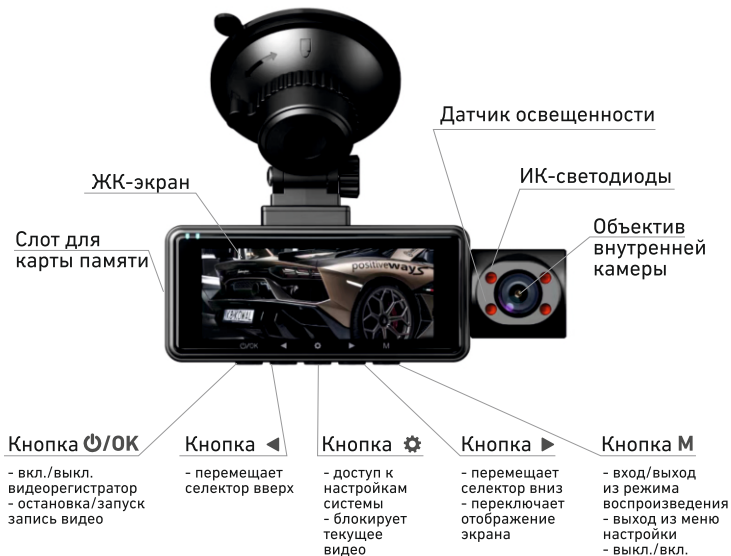 Датчик освещенности
ЖК-экран
ИК-светодиоды
Слот для
карты памяти
Объектив
внутренней
камеры
positiveways
⏻/OK ◀ ⚙ ▶ M
Кнопка ⏻/OK
- вкл./выкл.
видеорегистратор
- остановка/запуск
запись видео
Кнопка ◀
- перемещает
селектор вверх
Кнопка ⚙
- доступ к
настройкам
системы
- блокирует
текущее
видео
Кнопка ▶
- перемещает
селектор вниз
- переключает
отображение
экрана
Кнопка M
- вход/выход
из режима
воспроизведения
- выход из меню
настройки
- выкл./вкл.